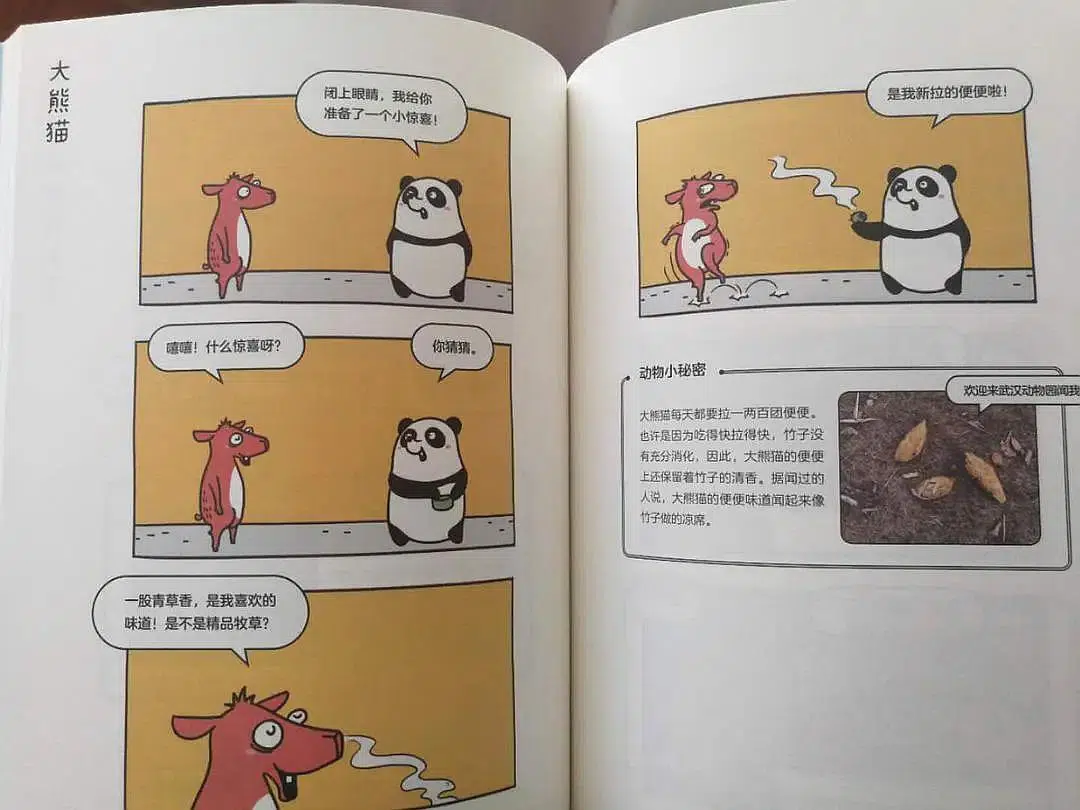 大熊猫
闭上眼睛，我给你
准备了一个小惊喜！
嘻嘻！什么惊喜呀？
你猜猜。
一股青草香，是我喜欢的
味道！是不是精品牧草？
是我新拉的便便啦！
动物小秘密
大熊猫每天都要拉一两百团便便。
也许是因为吃得快拉得快，竹子没
有充分消化，因此，大熊猫的便便
上还保留着竹子的清香。据闻过的
人说，大熊猫的便便味道闻起来像
竹子做的凉席。
欢迎来武汉动物园闻我